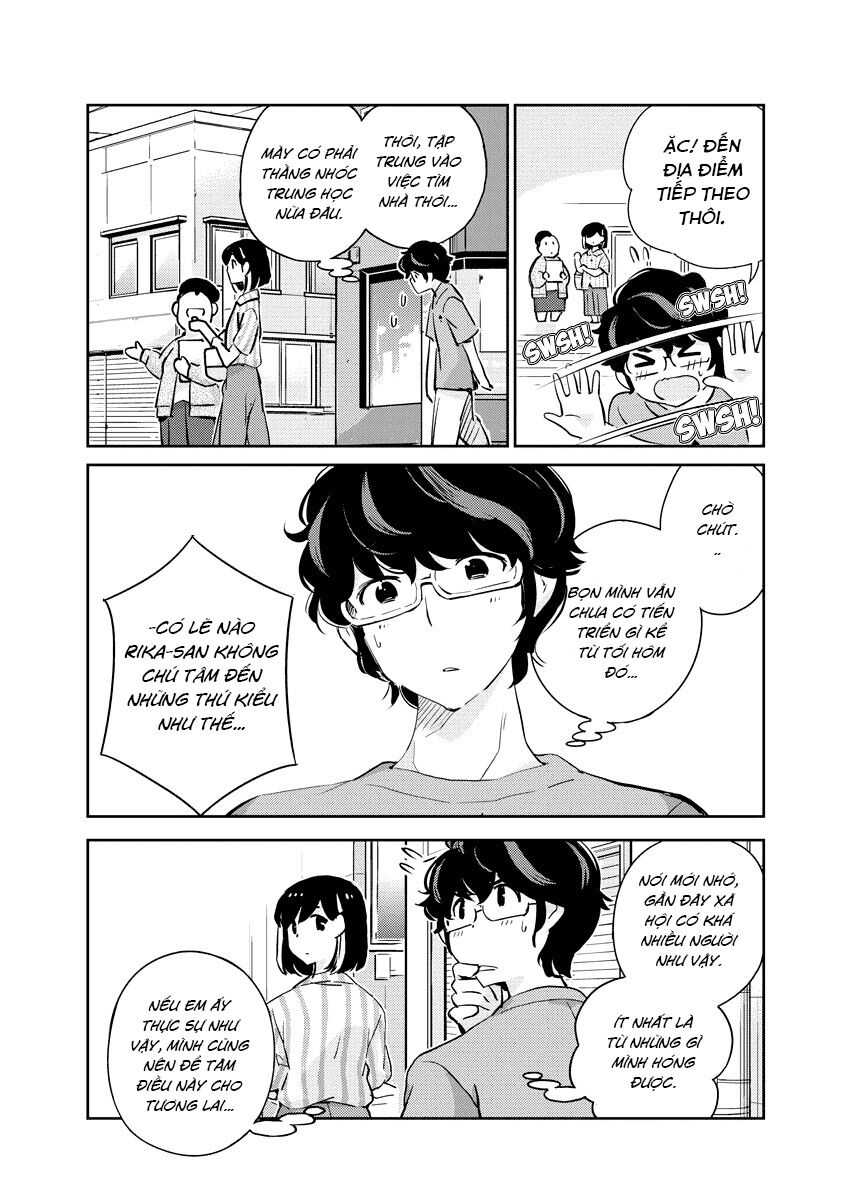 ẶC! ĐẾN
ĐỊA ĐIỂM
TIẾP THEO
THÔI.
SWSH!
SWSH!
SWSH!
THÔI, TẬP
TRUNG VÀO
VIỆC TÌM
NHÀ THÔI...
MÀY CÓ PHẢI
THẰNG NHÓC
TRUNG HỌC
NỮA ĐÂU.
CHỜ
CHÚT.
..
BỌN MÌNH VẪN
CHƯA CÓ TIẾN
TRIỂN GÌ KỂ
TỪ TỐI HÔM
ĐÓ...
-CÓ LẼ NÀO
RIKA-SAN KHÔNG
CHÚ TÂM ĐẾN
NHỮNG THỨ KIỂU
NHƯ THẾ...
NÓI MỚI NHỚ,
GẦN ĐÂY XÃ
HỘI CÓ KHÁ
NHIỀU NGƯỜI
NHƯ VẬY.
ÍT NHẤT LÀ
TỪ NHỮNG GÌ
MÌNH HÓNG
ĐƯỢC.
NẾU EM ẤY
THỰC SỰ NHƯ
VẬY, MÌNH CŨNG
NÊN ĐỂ TÂM
ĐIỀU NÀY CHO
TƯƠNG LAI...